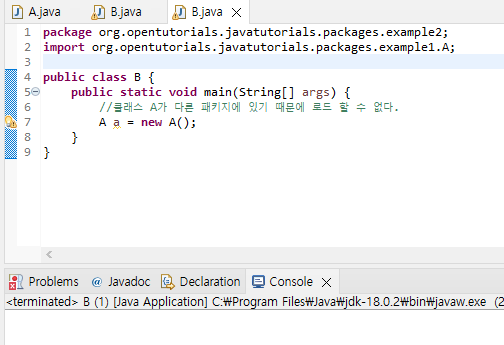 A.java B.java B.java
1 package org.opentutorials.javatutorials.packages.example2;
2 import org.opentutorials.javatutorials.packages.example1.A;
3
4 public class B {
5 public static void main(String[] args) {
6 //클래스 A가 다른 패키지에 있기 때문에 로드 할 수 없다.
7 A a = new A();
8 }
9 }
Problems @ Javadoc Declaration Console
<terminated> B (1) [Java Application] C:₩Program Files₩Java₩jdk-18.0.2₩bin₩javaw.exe (2